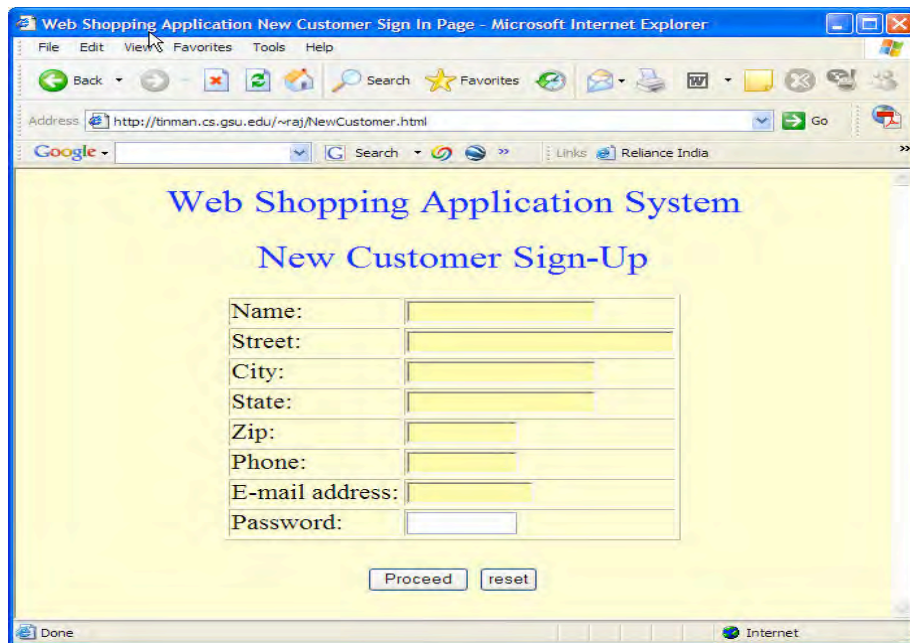 Web Shopping Application New Customer Sign In Page - Microsoft Internet Explorer
File Edit View Favorites Tools Help
Back Search Favorites
Address http://tinman.cs.gsu.edu/~raj/NewCustomer.html Go
Google Search » Links Reliance India »
Web Shopping Application System
New Customer Sign-Up
Name:
Street:
City:
State:
Zip:
Phone:
E-mail address:
Password:
Proceed reset
Done Internet